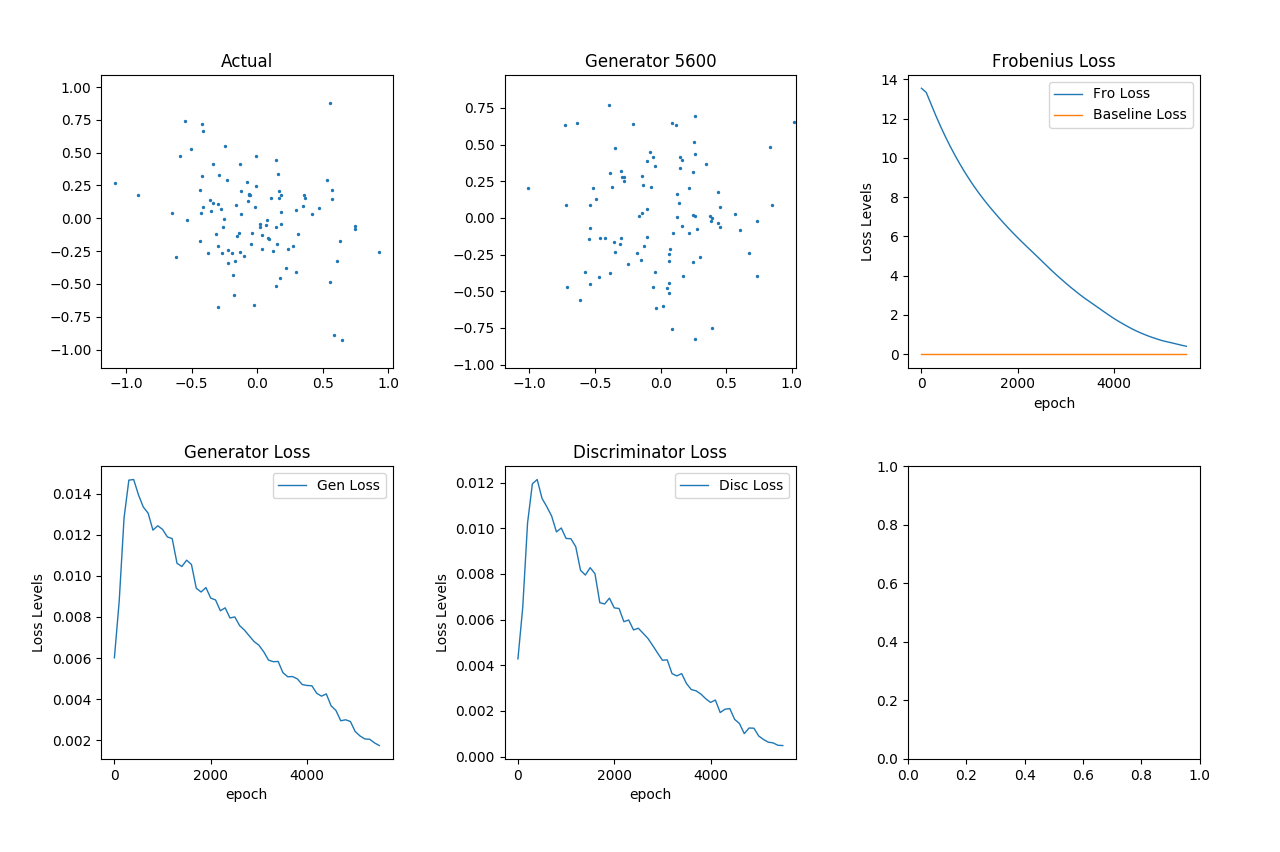 Actual
1.00
0.75
0.50
0.25
0.00
−0.25
−0.50
−0.75
−1.00
−1.0 −0.5 0.0 0.5 1.0
Generator 5600
0.75
0.50
0.25
0.00
−0.25
−0.50
−0.75
−1.00
−1.0 −0.5 0.0 0.5 1.0
Frobenius Loss
Fro Loss
Baseline Loss
Loss Levels
14
12
10
8
6
4
2
0
0 2000 4000
epoch
Generator Loss
Gen Loss
Loss Levels
0.014
0.012
0.010
0.008
0.006
0.004
0.002
0 2000 4000
epoch
Discriminator Loss
Disc Loss
Loss Levels
0.012
0.010
0.008
0.006
0.004
0.002
0.000
0 2000 4000
epoch
1.0
0.8
0.6
0.4
0.2
0.0
0.0 0.2 0.4 0.6 0.8 1.0